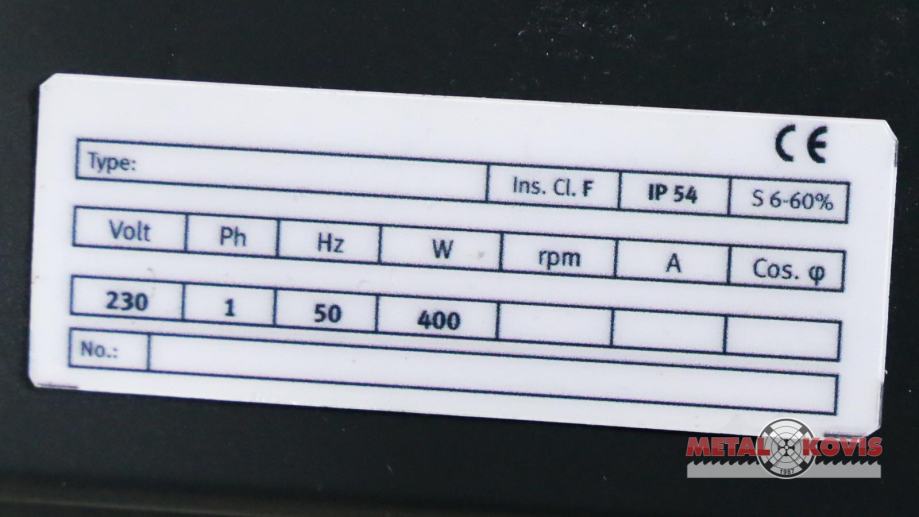 CE
Type: Ins. Cl. F IP 54 S 6-60%
Volt Ph Hz W rpm A Cos. φ
230 1 50 400
No.:
METAL KOVIS
1987